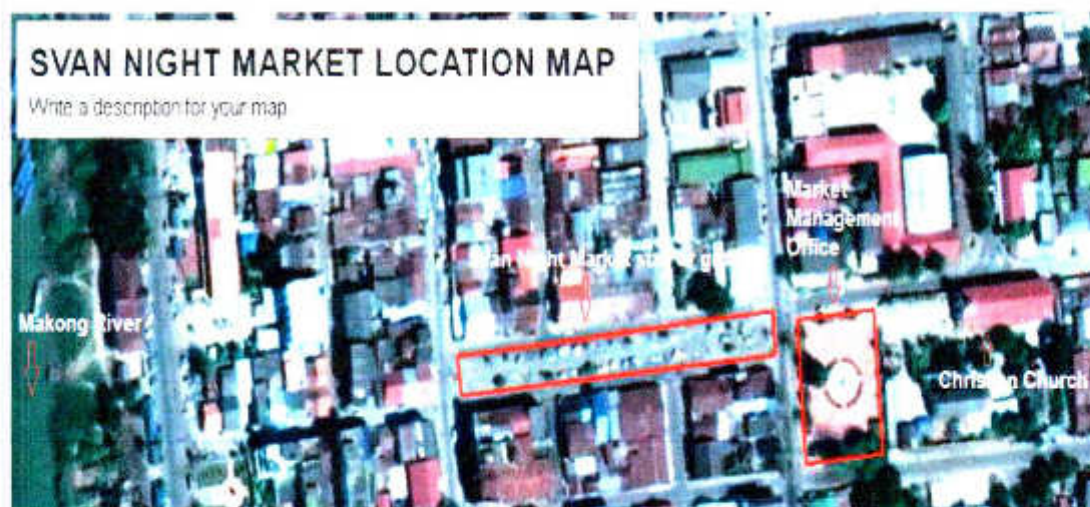 SVAN NIGHT MARKET LOCATION MAP
Write a description for your map
Market
Management
Office
Night Market
Makong River
Church